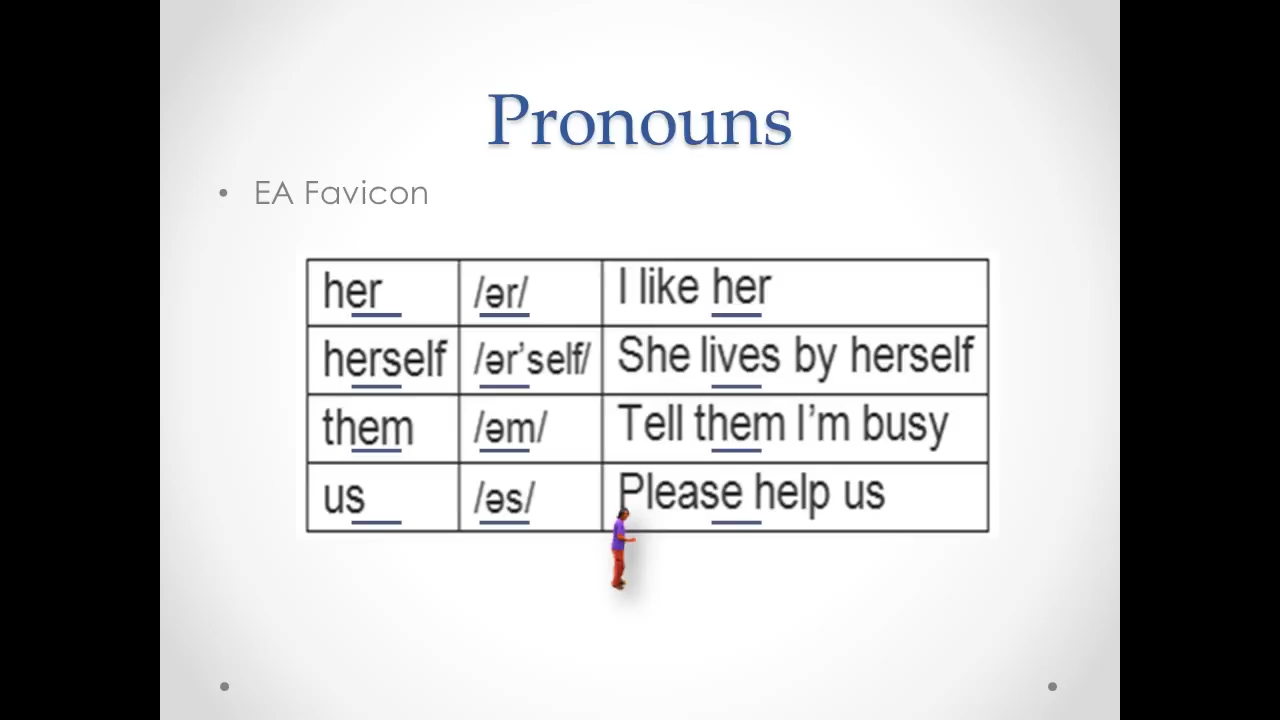 Pronouns
• EA Favicon
her /ər/ I like her
herself /ər’self/ She lives by herself
them /əm/ Tell them I’m busy
us /əs/ Please help us